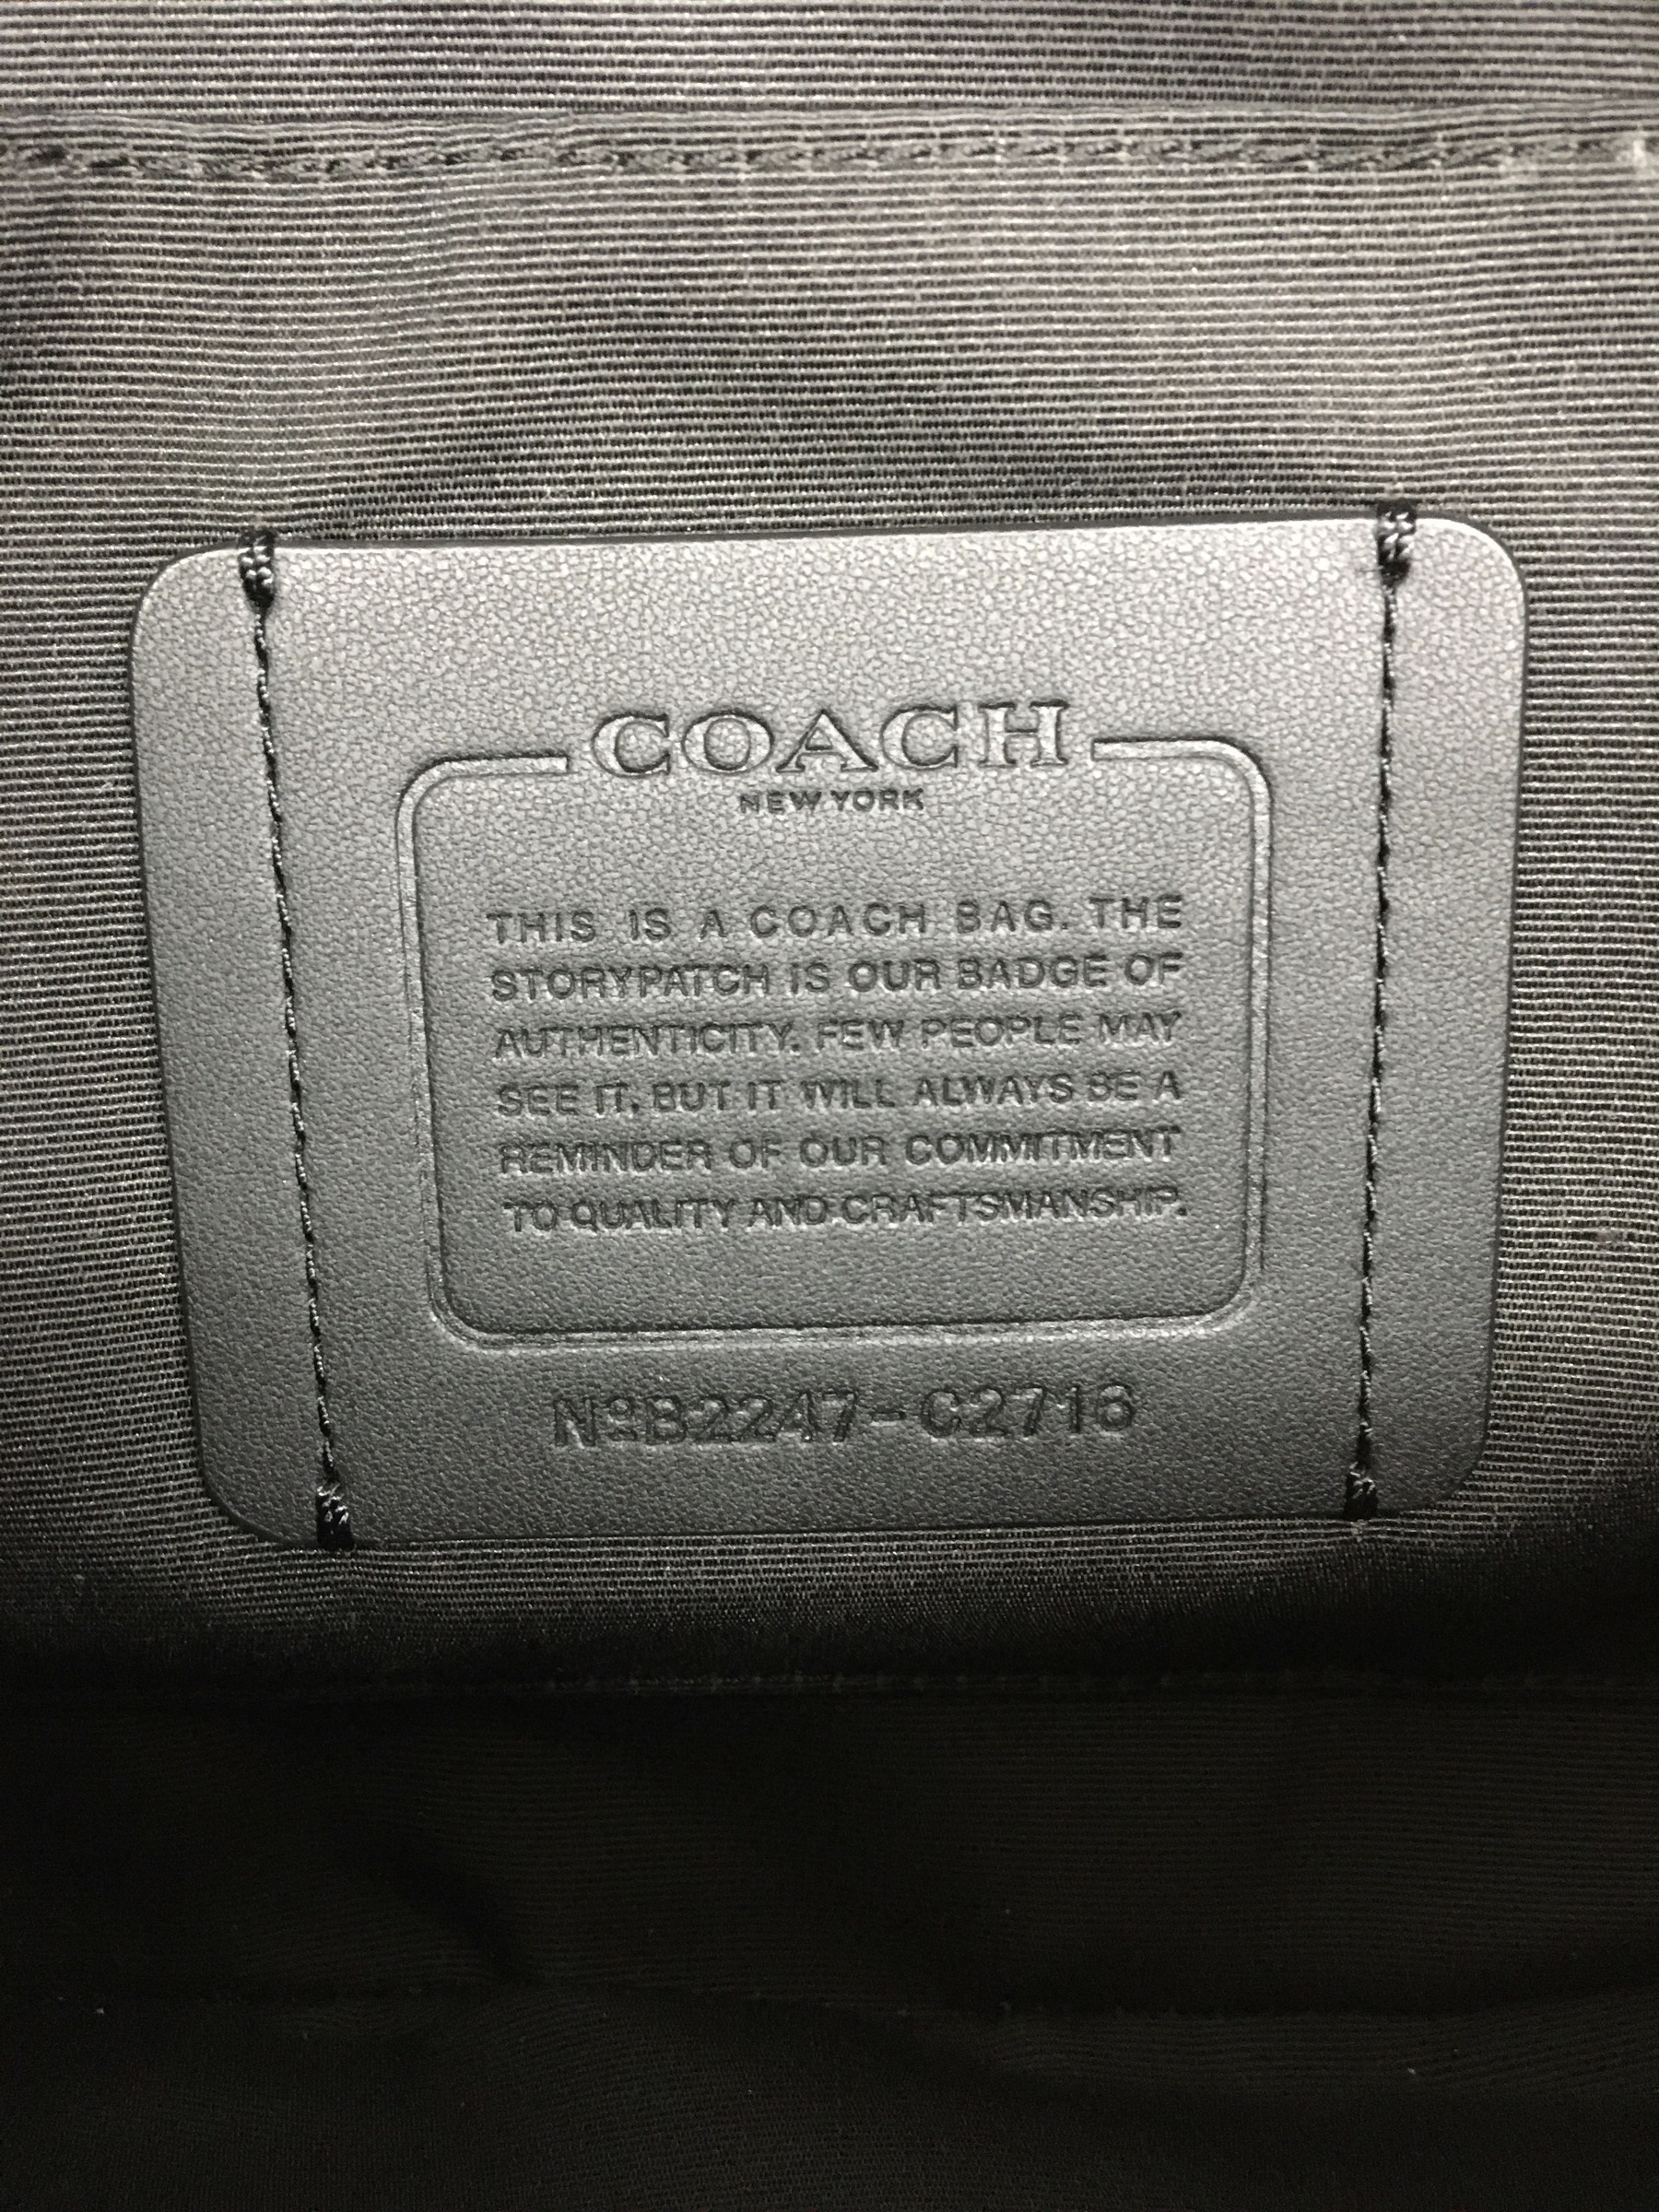 COACH
NEW YORK
THIS IS A COACH BAG. THE
STORYPATCH IS OUR BADGE OF
AUTHENTICITY. FEW PEOPLE MAY
SEE IT, BUT IT WILL ALWAYS BE A
REMINDER OF OUR COMMITMENT
TO QUALITY AND CRAFTSMANSHIP.
NºB2247-C2716